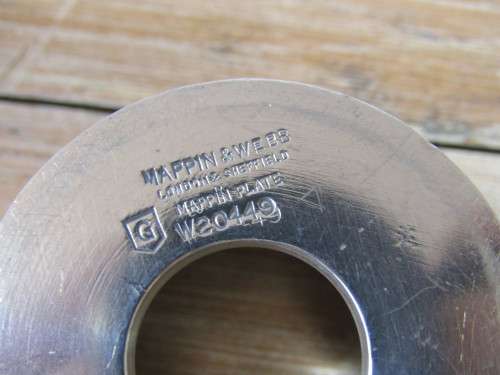 MAPPIN & WEBB
LONDON & SHEFFIELD
MAPPIN PLATE
G
W20449